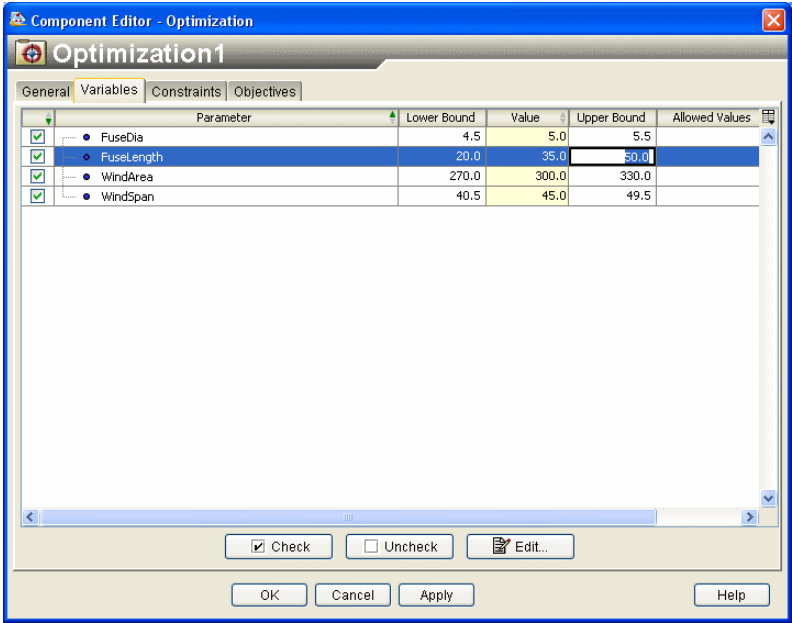 Component Editor - Optimization
Optimization1
General Variables Constraints Objectives
Parameter Lower Bound Value Upper Bound Allowed Values
FuseDia 4.5 5.0 5.5
FuseLength 20.0 35.0 50.0
WindArea 270.0 300.0 330.0
WindSpan 40.5 45.0 49.5
Check Uncheck Edit...
OK Cancel Apply Help